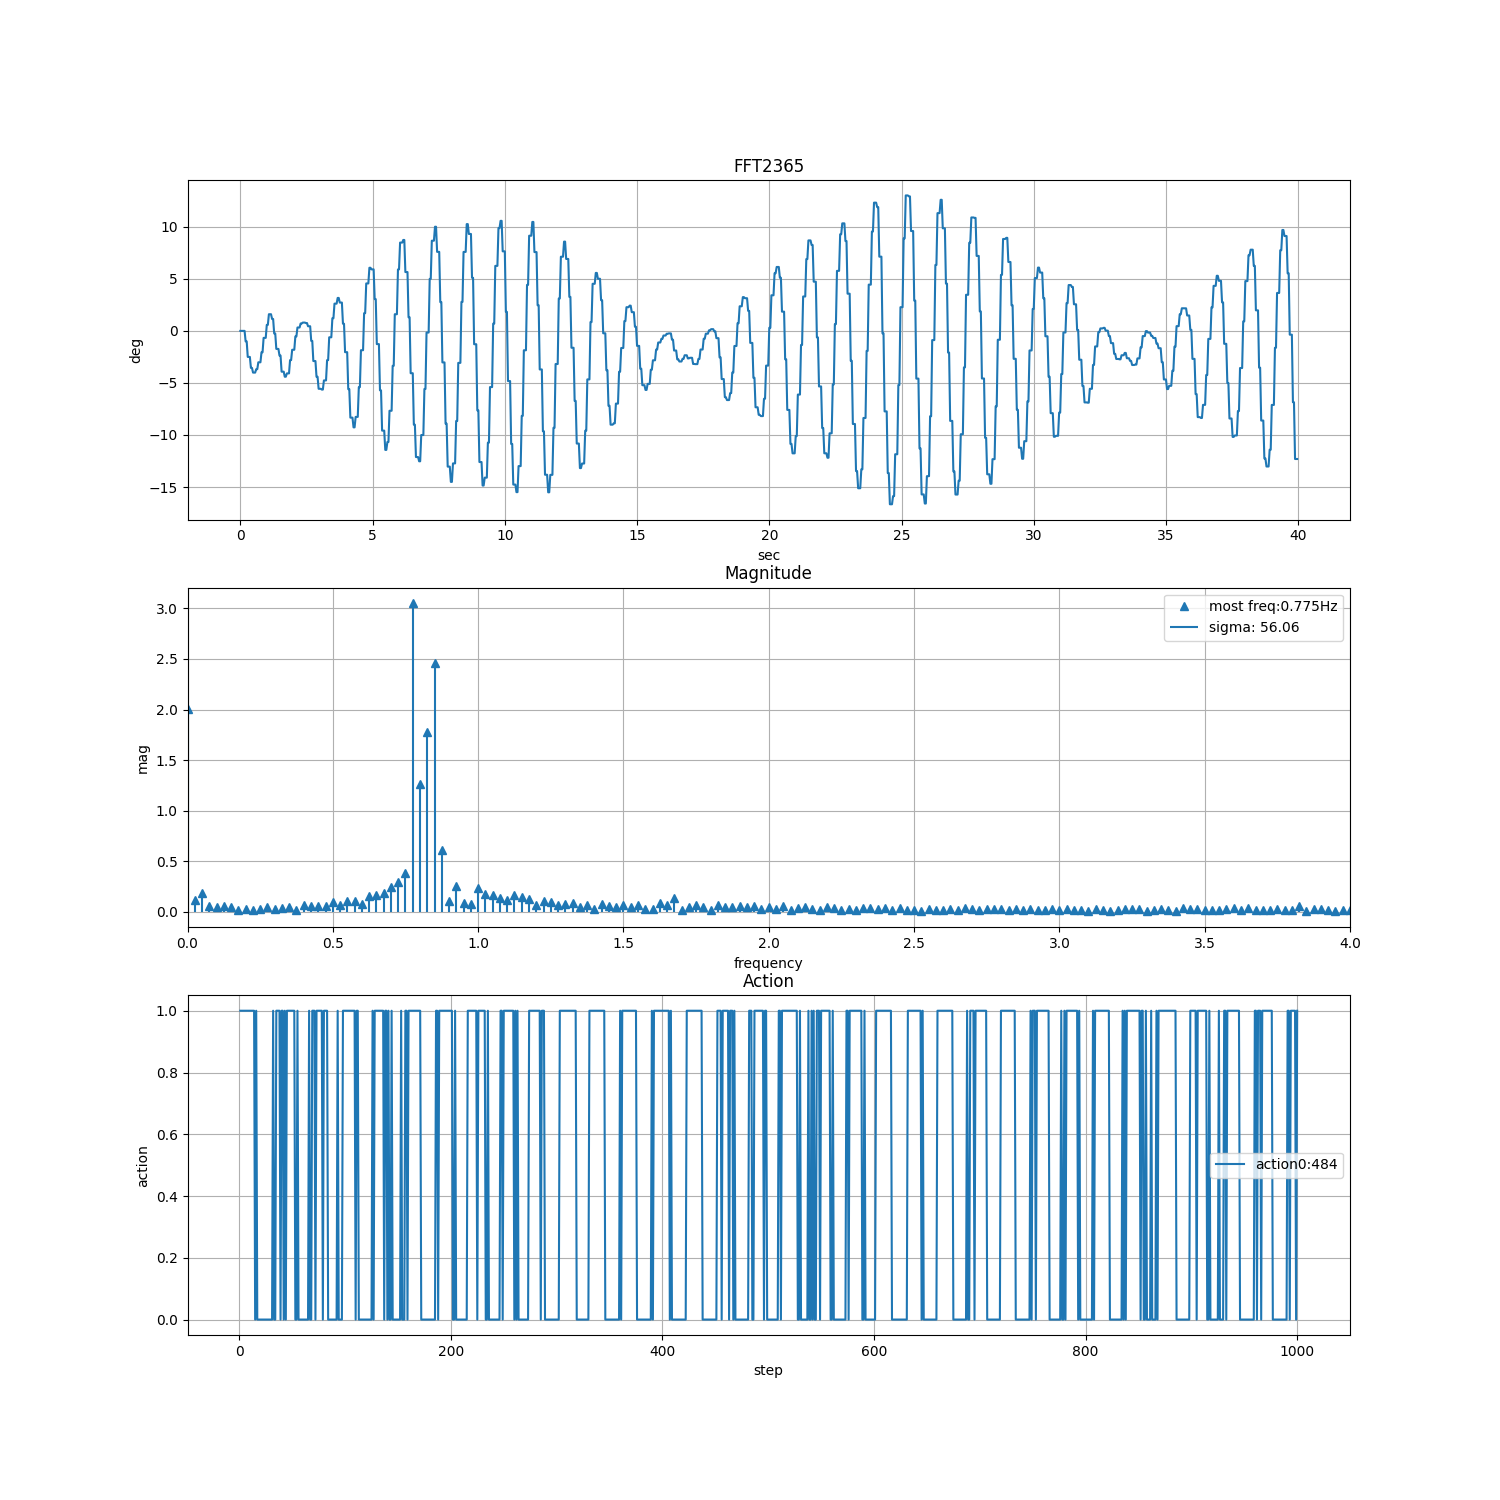 FFT2365
10
5
0
−5
−10
−15
deg
0 5 10 15 20 25 30 35 40
sec
Magnitude
most freq:0.775Hz
sigma: 56.06
3.0
2.5
2.0
1.5
1.0
0.5
0.0
mag
0.0 0.5 1.0 1.5 2.0 2.5 3.0 3.5 4.0
frequency
Action
1.0
0.8
0.6
0.4
0.2
0.0
action
action0:484
0 200 400 600 800 1000
step